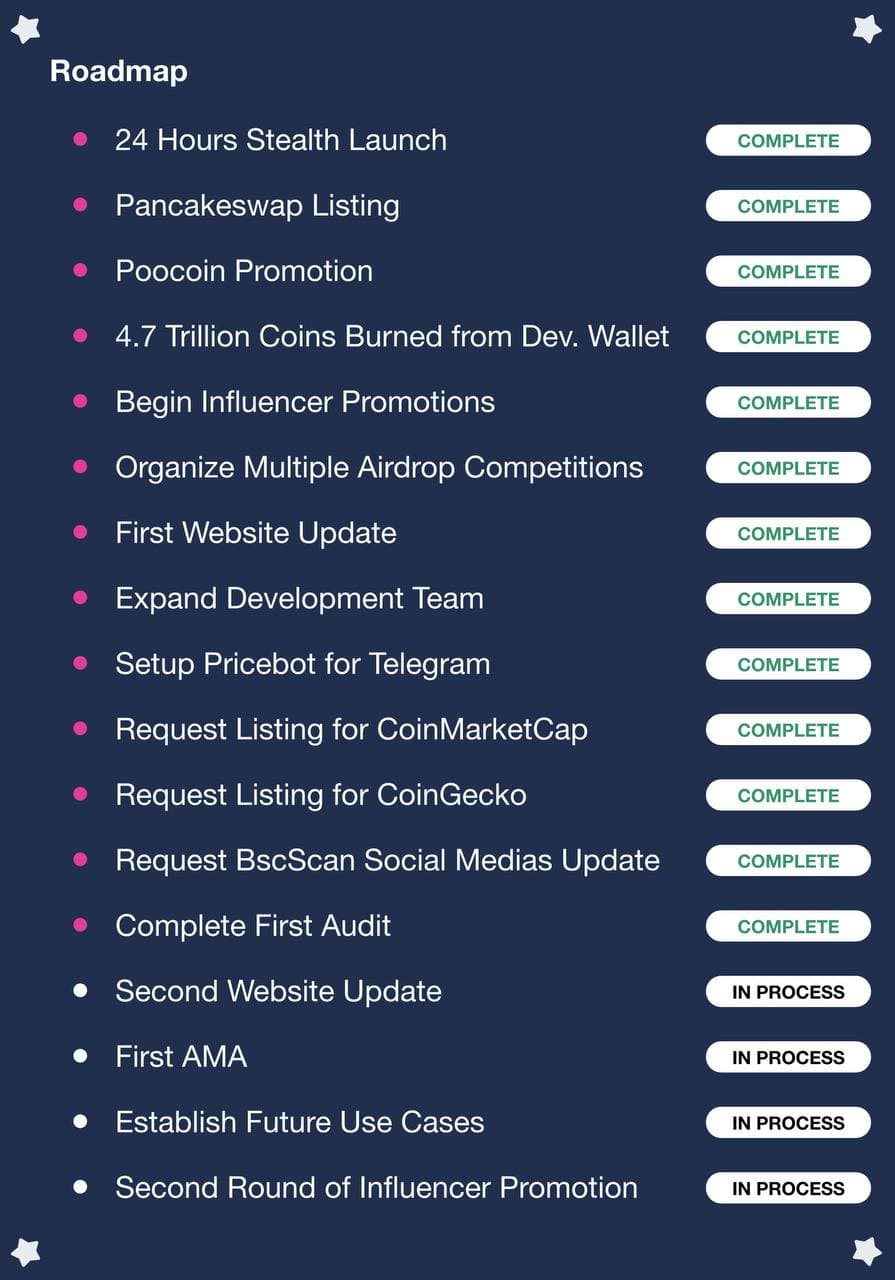 Roadmap
24 Hours Stealth Launch COMPLETE
Pancakeswap Listing COMPLETE
Poocoin Promotion COMPLETE
4.7 Trillion Coins Burned from Dev. Wallet COMPLETE
Begin Influencer Promotions COMPLETE
Organize Multiple Airdrop Competitions COMPLETE
First Website Update COMPLETE
Expand Development Team COMPLETE
Setup Pricebot for Telegram COMPLETE
Request Listing for CoinMarketCap COMPLETE
Request Listing for CoinGecko COMPLETE
Request BscScan Social Medias Update COMPLETE
Complete First Audit COMPLETE
Second Website Update IN PROCESS
First AMA IN PROCESS
Establish Future Use Cases IN PROCESS
Second Round of Influencer Promotion IN PROCESS